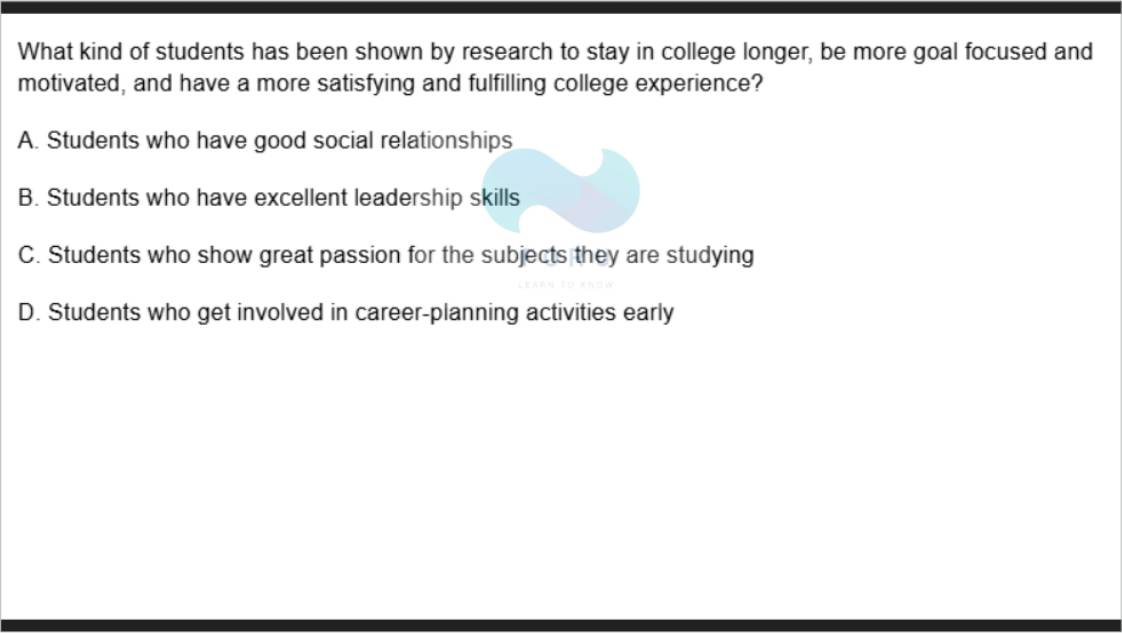 What kind of students has been shown by research to stay in college longer, be more goal focused and
motivated, and have a more satisfying and fulfilling college experience?
A. Students who have good social relationships
B. Students who have excellent leadership skills
C. Students who show great passion for the subjects they are studying
LEARN TO KNOW
D. Students who get involved in career-planning activities early